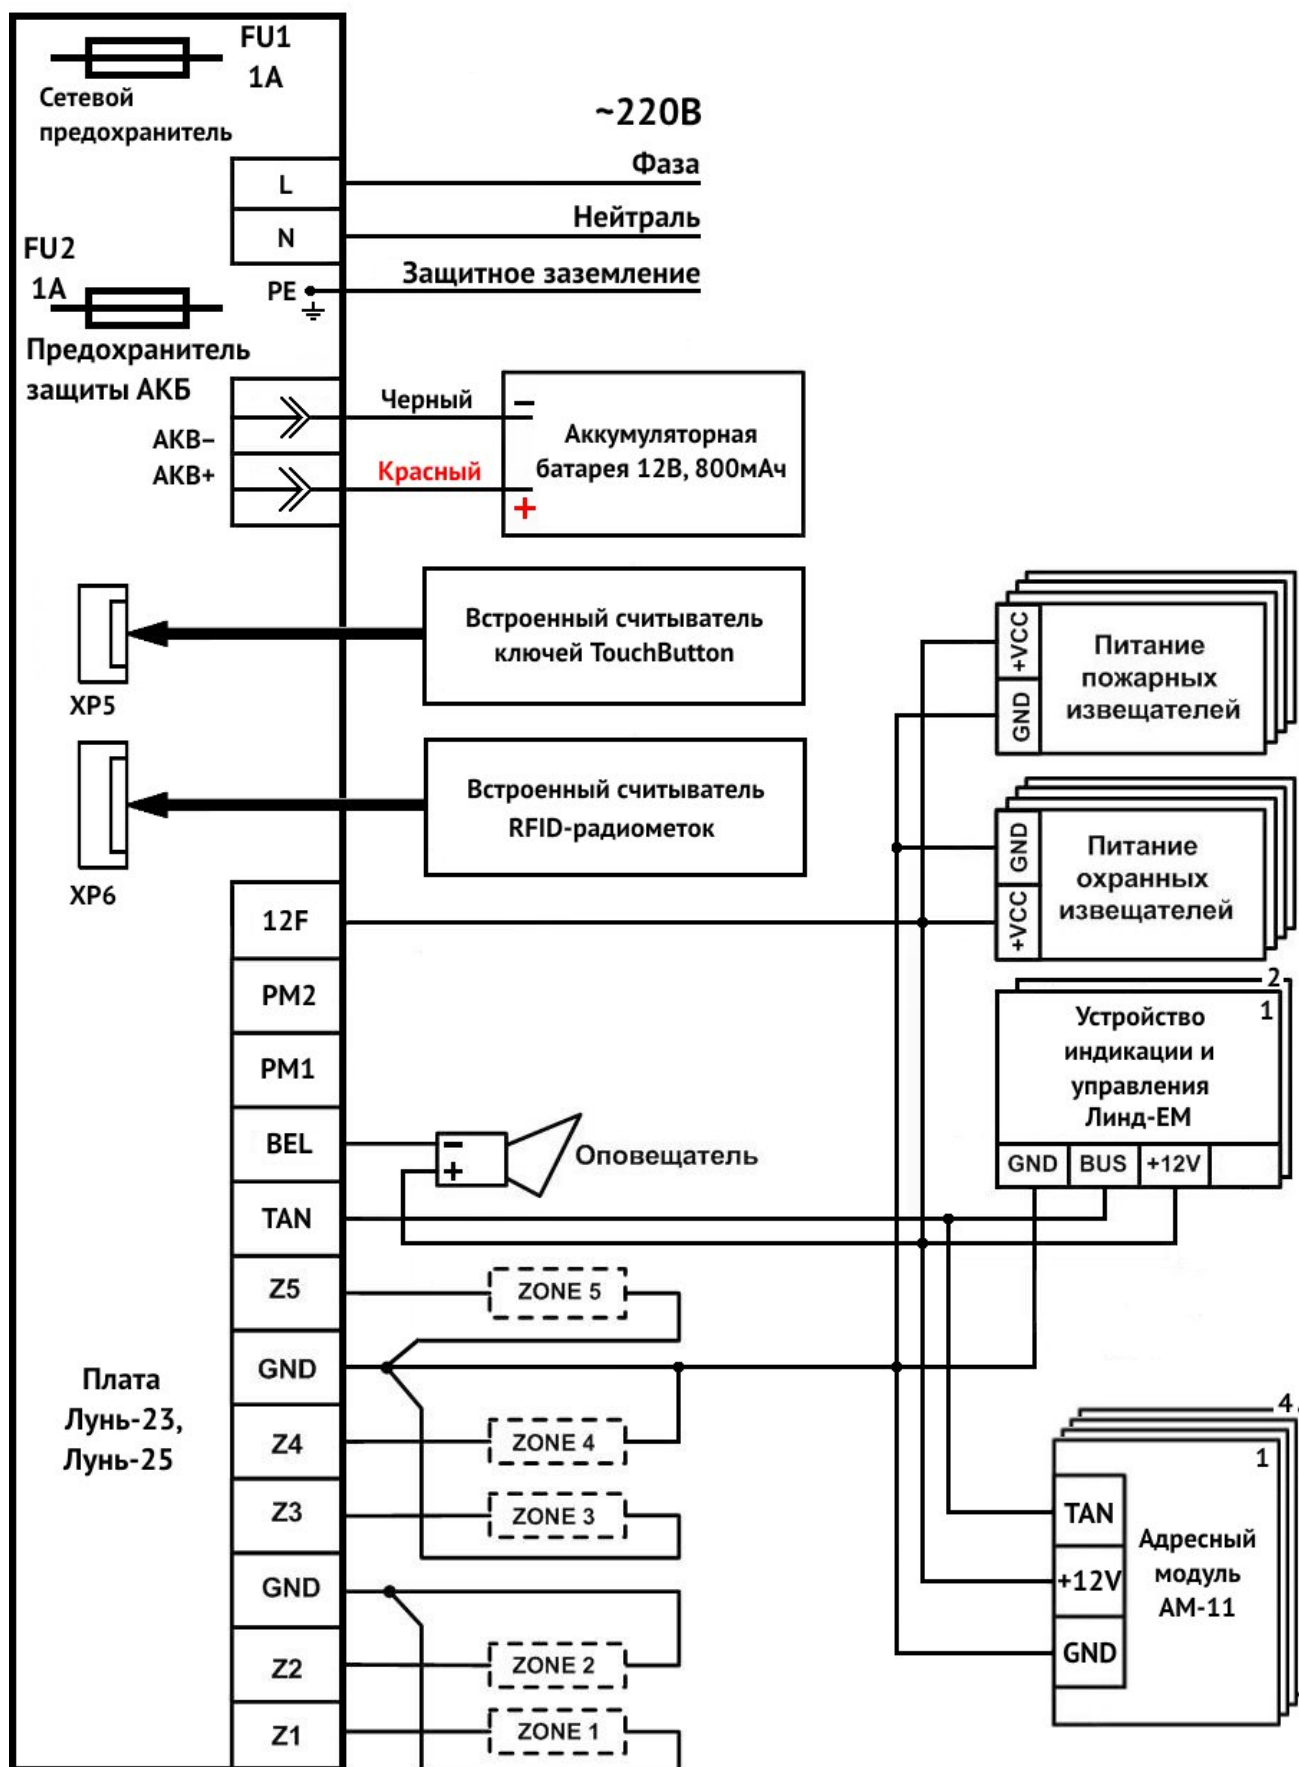 FU1
1А
Сетевой
предохранитель
~220В
Фаза
L
Нейтраль
N
FU2
1А
Защитное заземление
PE
Предохранитель
защиты АКБ
Черный
–
АКВ–
АКВ+
Красный
+
Аккумуляторная
батарея 12В, 800мАч
Встроенный считыватель
ключей TouchButton
XP5
+VCC
GND
Питание
пожарных
извещателей
Встроенный считыватель
RFID-радиометок
XP6
GND
+VCC
Питание
охранных
извещателей
12F
PM2
PM1
BEL
–
+
Оповещатель
2
1
Устройство
индикации и
управления
Линд-ЕМ
GND BUS +12V
TAN
Z5
ZONE 5
GND
Плата
Лунь-23,
Лунь-25
Z4
ZONE 4
Z3
ZONE 3
GND
Z2
ZONE 2
Z1
ZONE 1
4
1
TAN
+12V
GND
Адресный
модуль
АМ-11